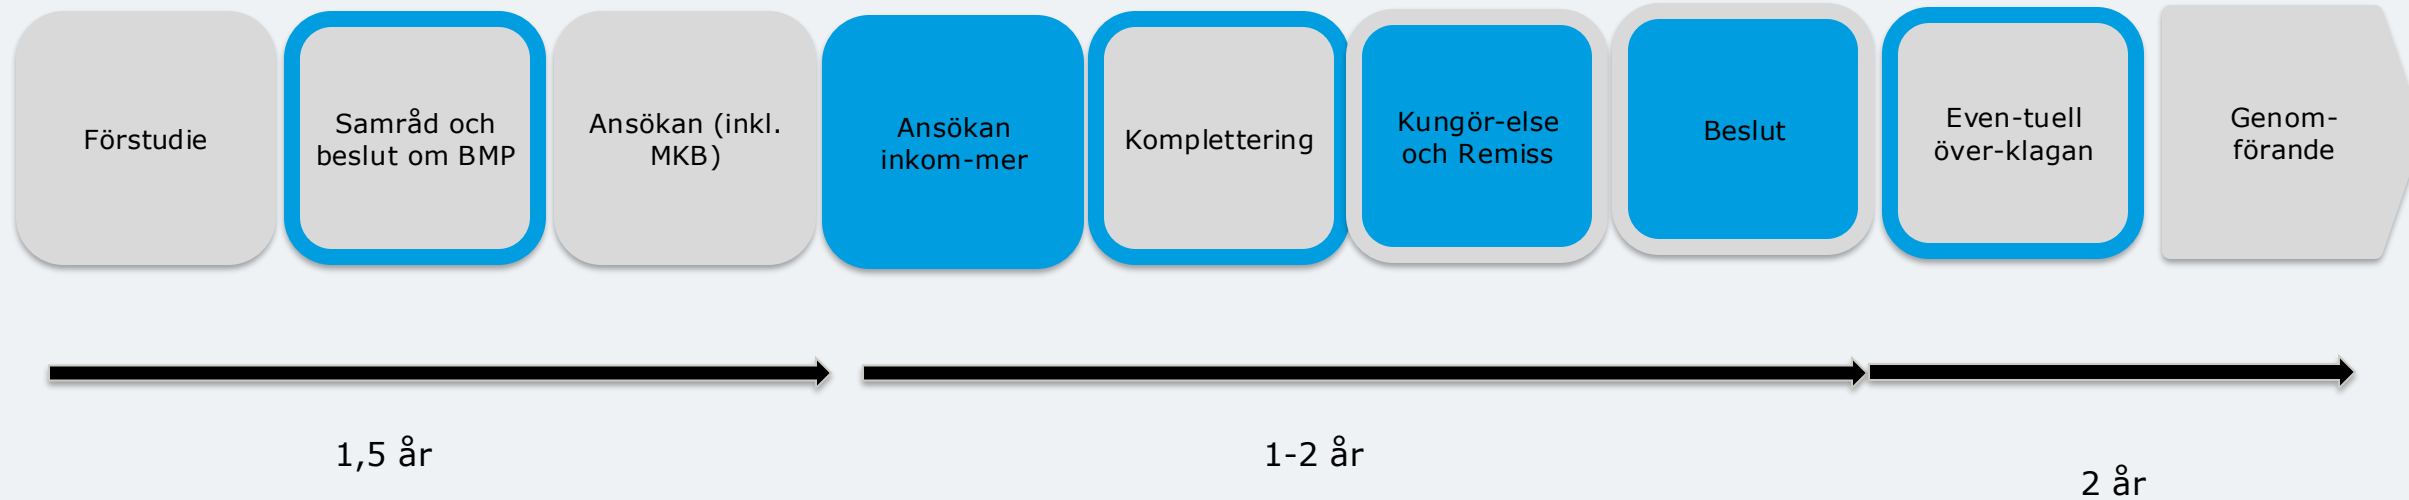 Förstudie
Samråd och
beslut om BMP
Ansökan (inkl.
MKB)
Ansökan
inkom-mer
Komplettering
Kungör-else
och Remiss
Beslut
Even-tuell
över-klagan
Genom-
förande
1,5 år
1-2 år
2 år